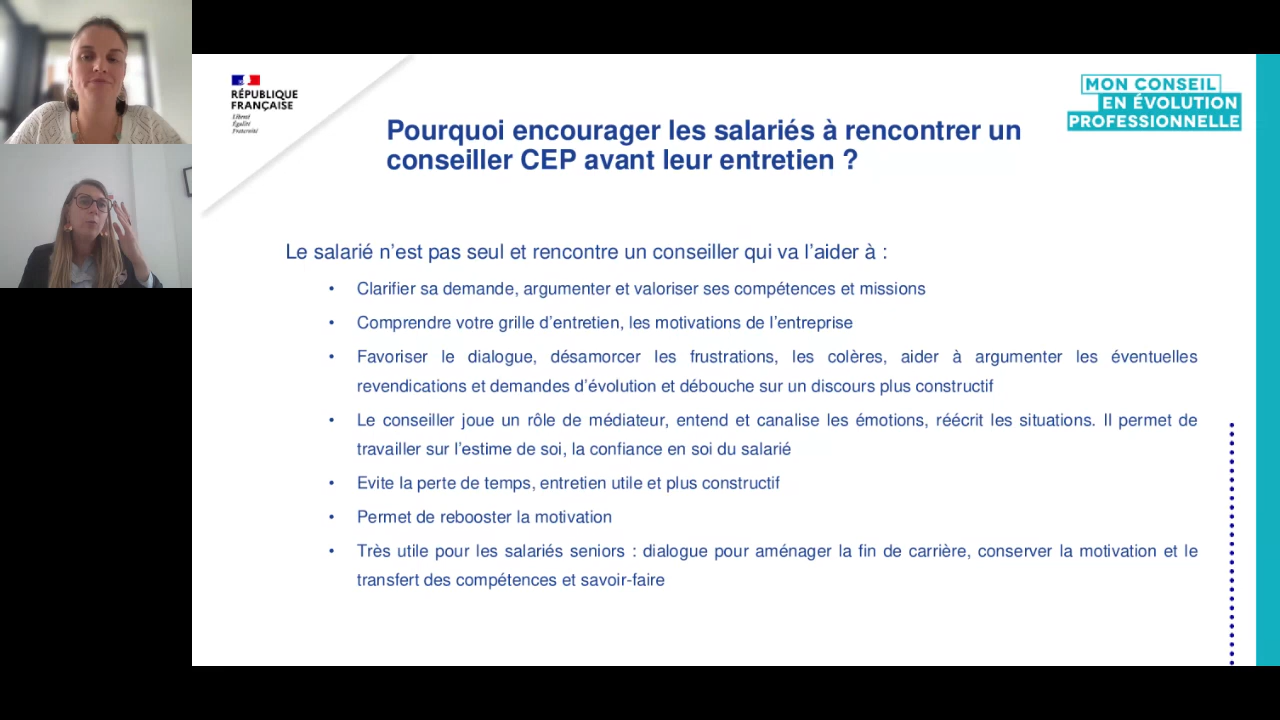 RÉPUBLIQUE
FRANÇAISE
Liberté
Égalité
Fraternité
MON CONSEIL
EN ÉVOLUTION
PROFESSIONNELLE
Pourquoi encourager les salariés à rencontrer un
conseiller CEP avant leur entretien ?
Le salarié n’est pas seul et rencontre un conseiller qui va l’aider à :
• Clarifier sa demande, argumenter et valoriser ses compétences et missions
• Comprendre votre grille d’entretien, les motivations de l’entreprise
• Favoriser le dialogue, désamorcer les frustrations, les colères, aider à argumenter les éventuelles
revendications et demandes d’évolution et débouche sur un discours plus constructif
• Le conseiller joue un rôle de médiateur, entend et canalise les émotions, réécrit les situations. Il permet de
travailler sur l’estime de soi, la confiance en soi du salarié
• Evite la perte de temps, entretien utile et plus constructif
• Permet de rebooster la motivation
• Très utile pour les salariés seniors : dialogue pour aménager la fin de carrière, conserver la motivation et le
transfert des compétences et savoir-faire